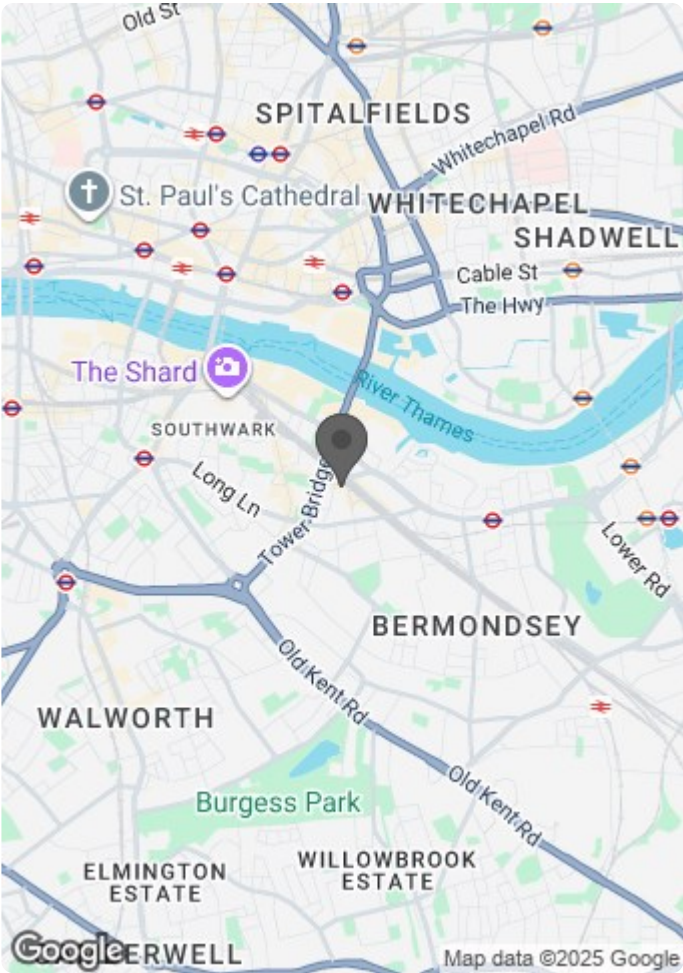 Old St
SPITALFIELDS
Whitechapel Rd
St. Paul's Cathedral
WHITECHAPEL
SHADWELL
Cable St
The Hwy
The Shard
River Thames
SOUTHWARK
Long Ln
Tower Bridge
Lower Rd
BERMONDSEY
Old Kent Rd
WALWORTH
Old Kent Rd
Burgess Park
WILLOWBROOK
ESTATE
ELMINGTON
ESTATE
Google
ERWELL
Map data ©2025 Google